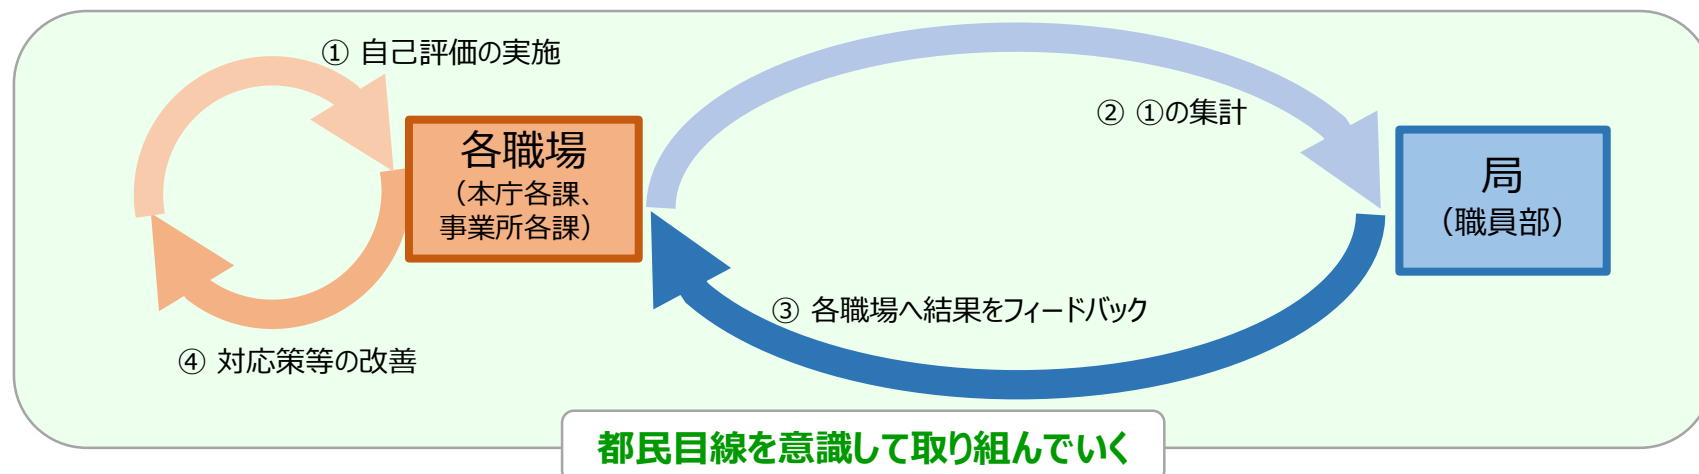 ① 自己評価の実施
② ①の集計
各職場
（本庁各課、
事業所各課）
局
（職員部）
③ 各職場へ結果をフィードバック
④ 対応策等の改善
都民目線を意識して取り組んでいく